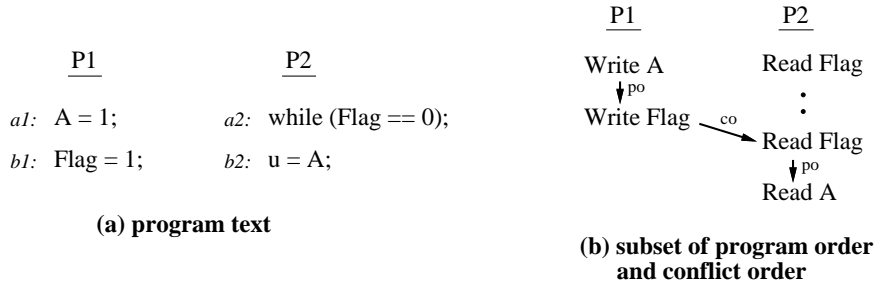 P1 P2
a1: A = 1; a2: while (Flag == 0);
b1: Flag = 1; b2: u = A;
(a) program text
P1 P2
Write A Read Flag
po
Write Flag co
Read Flag
po
Read A
(b) subset of program order
and conflict order